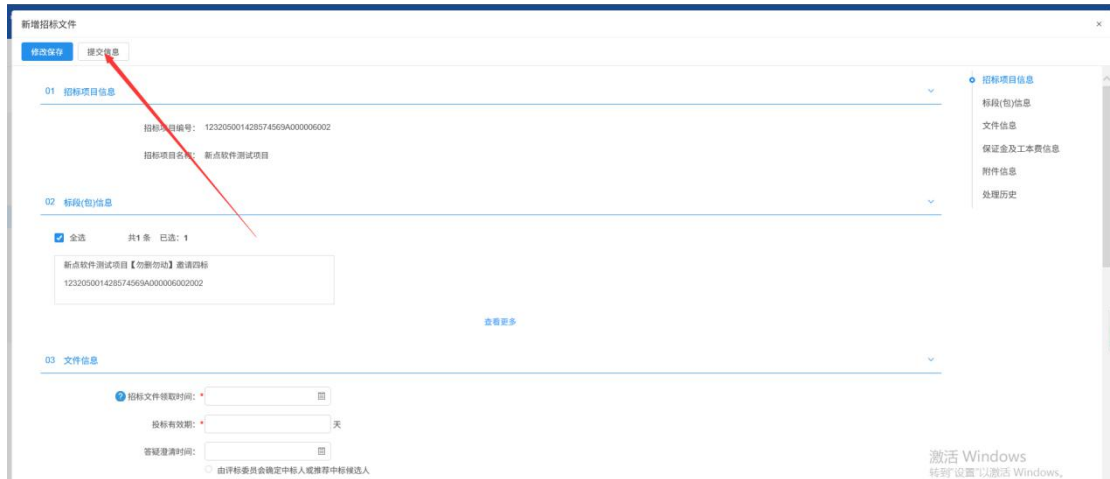 新增招标文件
×
修改保存 提交信息
01 招标项目信息
招标项目编号： 123205001428574569A000006002
招标项目名称： 新点软件测试项目
02 标段(包)信息
全选 共1 条 已选：1
新点软件测试项目【勿删勿动】邀请四标
123205001428574569A000006002002
查看更多
03 文件信息
? 招标文件领取时间：*
投标有效期：* 天
答疑澄清时间：
由评标委员会确定中标人或推荐中标候选人
招标项目信息
标段(包)信息
文件信息
保证金及工本费信息
附件信息
处理历史
激活 Windows
转到"设置"以激活 Windows。